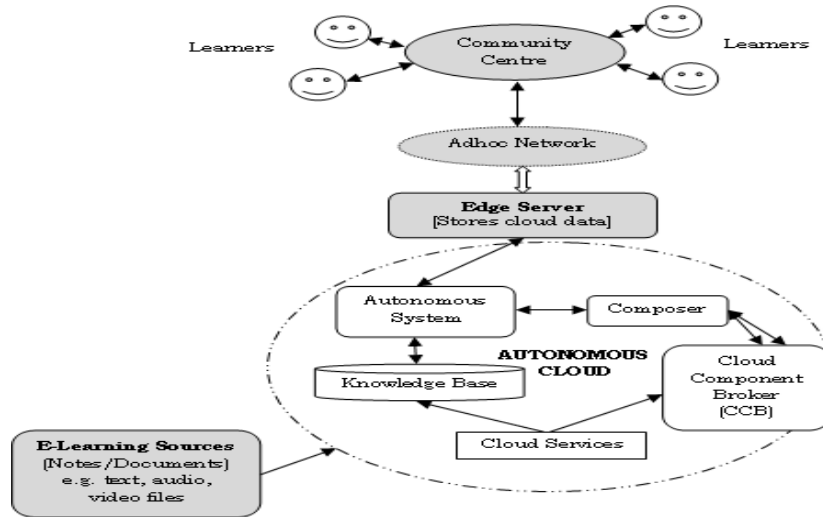 Learners
Community
Centre
Learners
Adhoc Network
Edge Server
[Stores cloud data]
Autonomous
System
Composer
AUTONOMOUS
CLOUD
Knowledge Base
Cloud
Component
Broker
(CCB)
Cloud Services
E-Learning Sources
(Notes/Documents)
e.g. text, audio,
video files